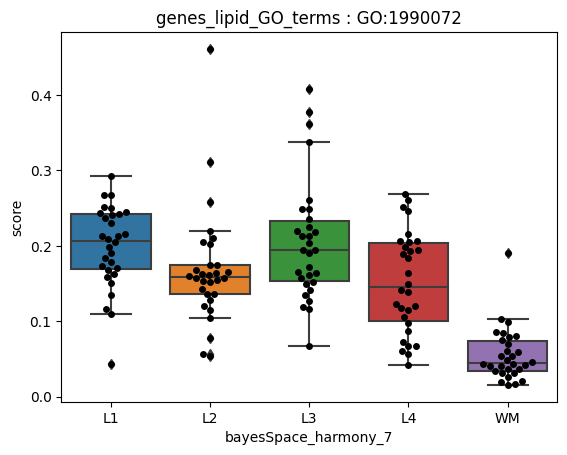 genes_lipid_GO_terms : GO:1990072
score
0.4
0.3
0.2
0.1
0.0
L1 L2 L3 L4 WM
bayesSpace_harmony_7